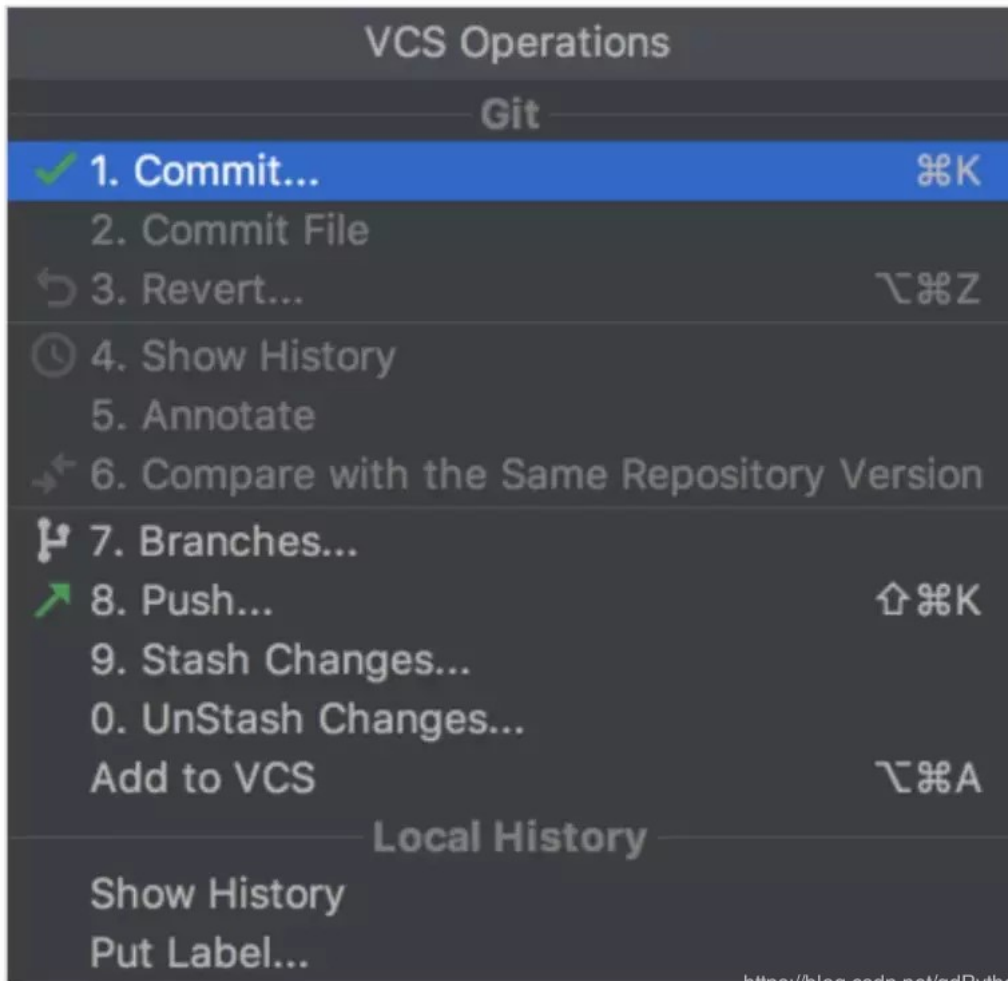 VCS Operations
Git
1. Commit... ⌘K
2. Commit File
3. Revert... ⌥⌘Z
4. Show History
5. Annotate
6. Compare with the Same Repository Version
7. Branches...
8. Push... ⇧⌘K
9. Stash Changes...
0. UnStash Changes...
Add to VCS ⌥⌘A
Local History
Show History
Put Label...